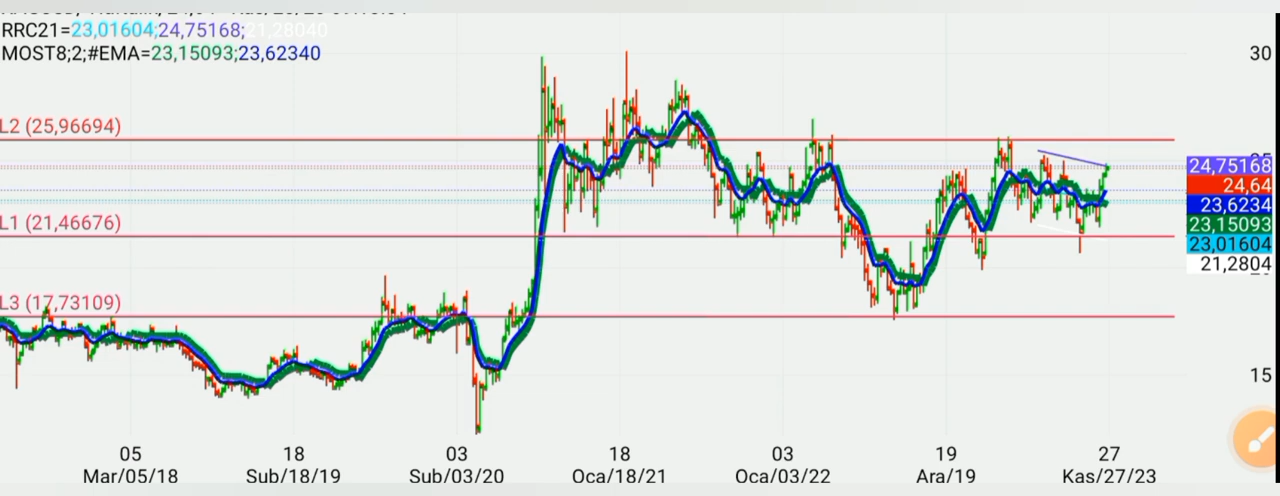 RRC21=23,01604;24,75168;21,28040
MOST8;2;#EMA=23,15093;23,62340
30
L2 (25,96694)
24,75168
24,64
L1 (21,46676)
23,6234
23,15093
23,01604
21,2804
L3 (17,73109)
15
05 18 03 18 03 19 27
Mar/05/18 Sub/18/19 Sub/03/20 Oca/18/21 Oca/03/22 Ara/19 Kas/27/23